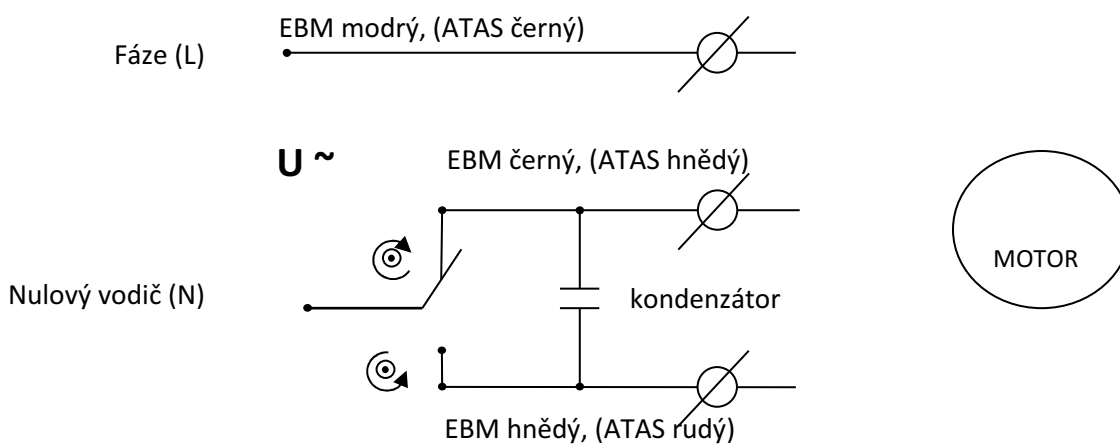 EBM modrý, (ATAS černý)
Fáze (L)
U ~
EBM černý, (ATAS hnědý)
MOTOR
Nulový vodič (N)
kondenzátor
EBM hnědý, (ATAS rudý)